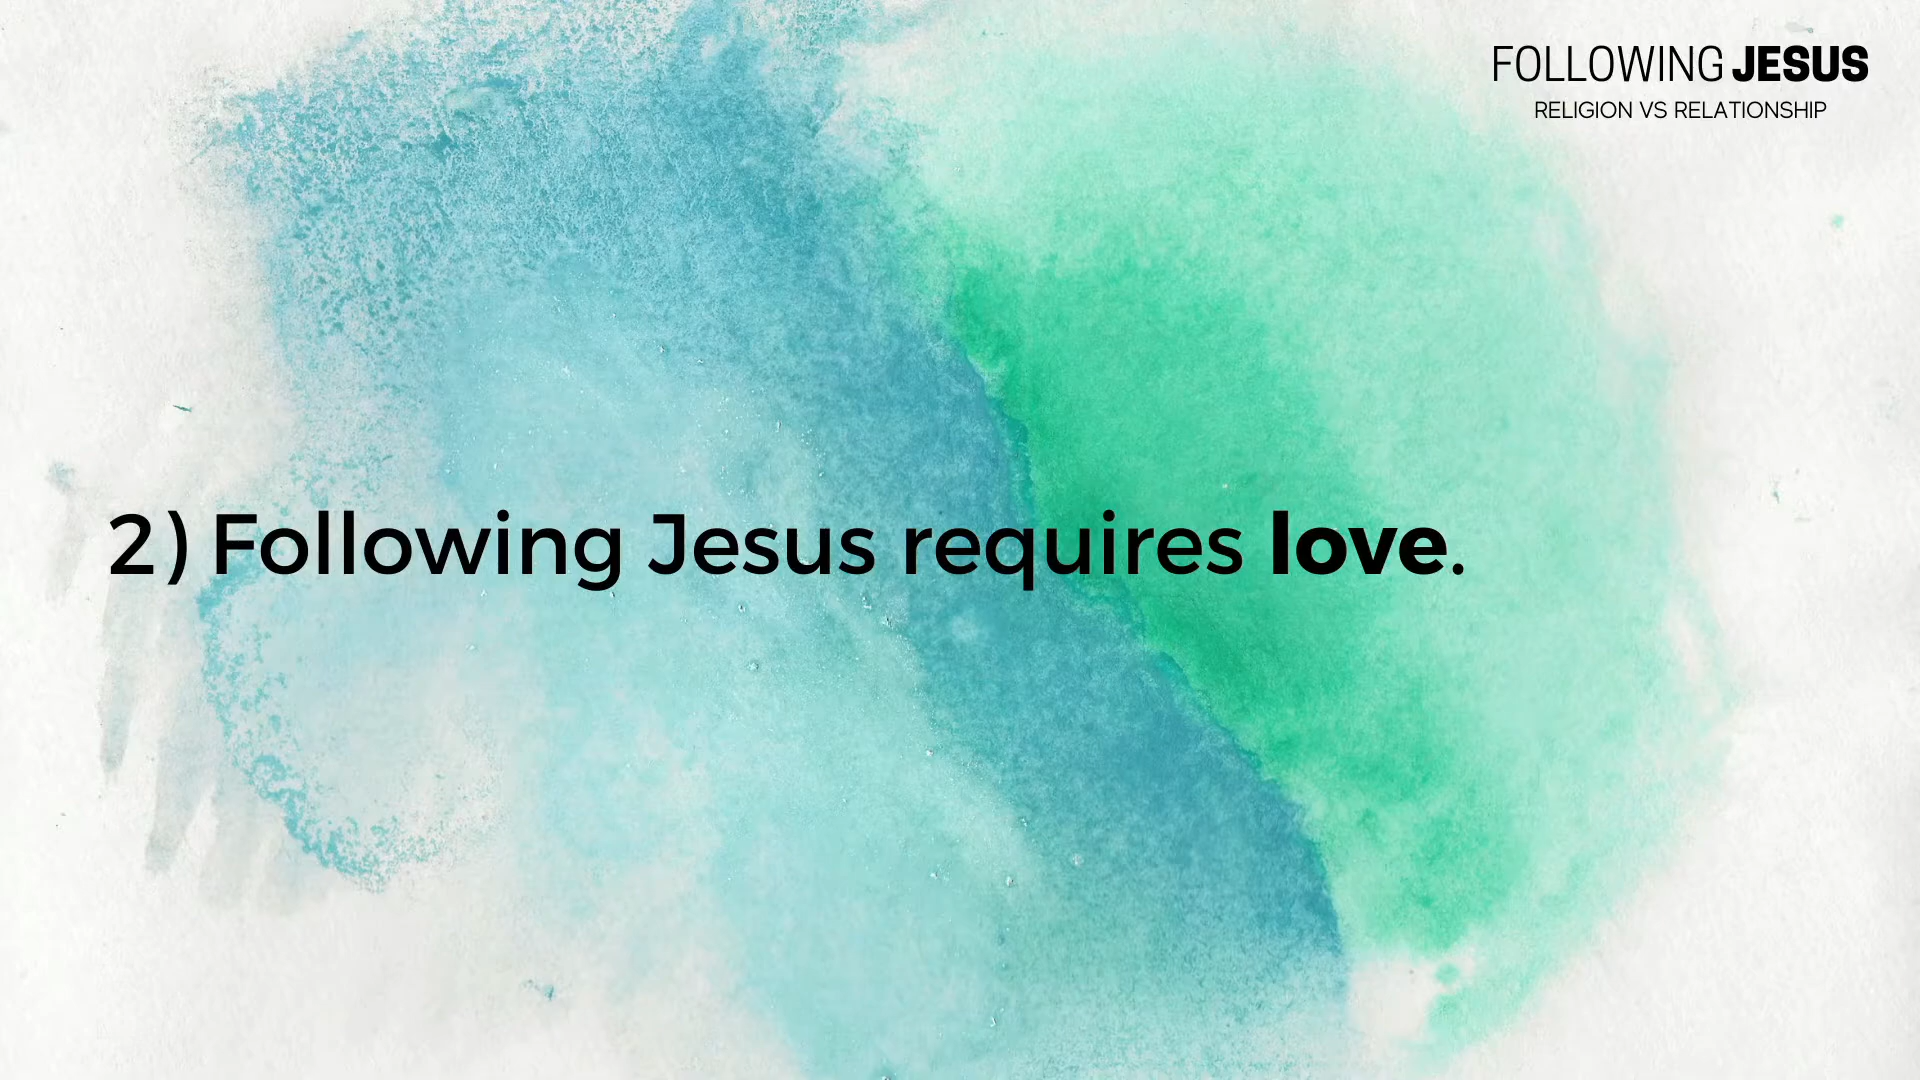 FOLLOWING JESUS
RELIGION VS RELATIONSHIP
2) Following Jesus requires love.